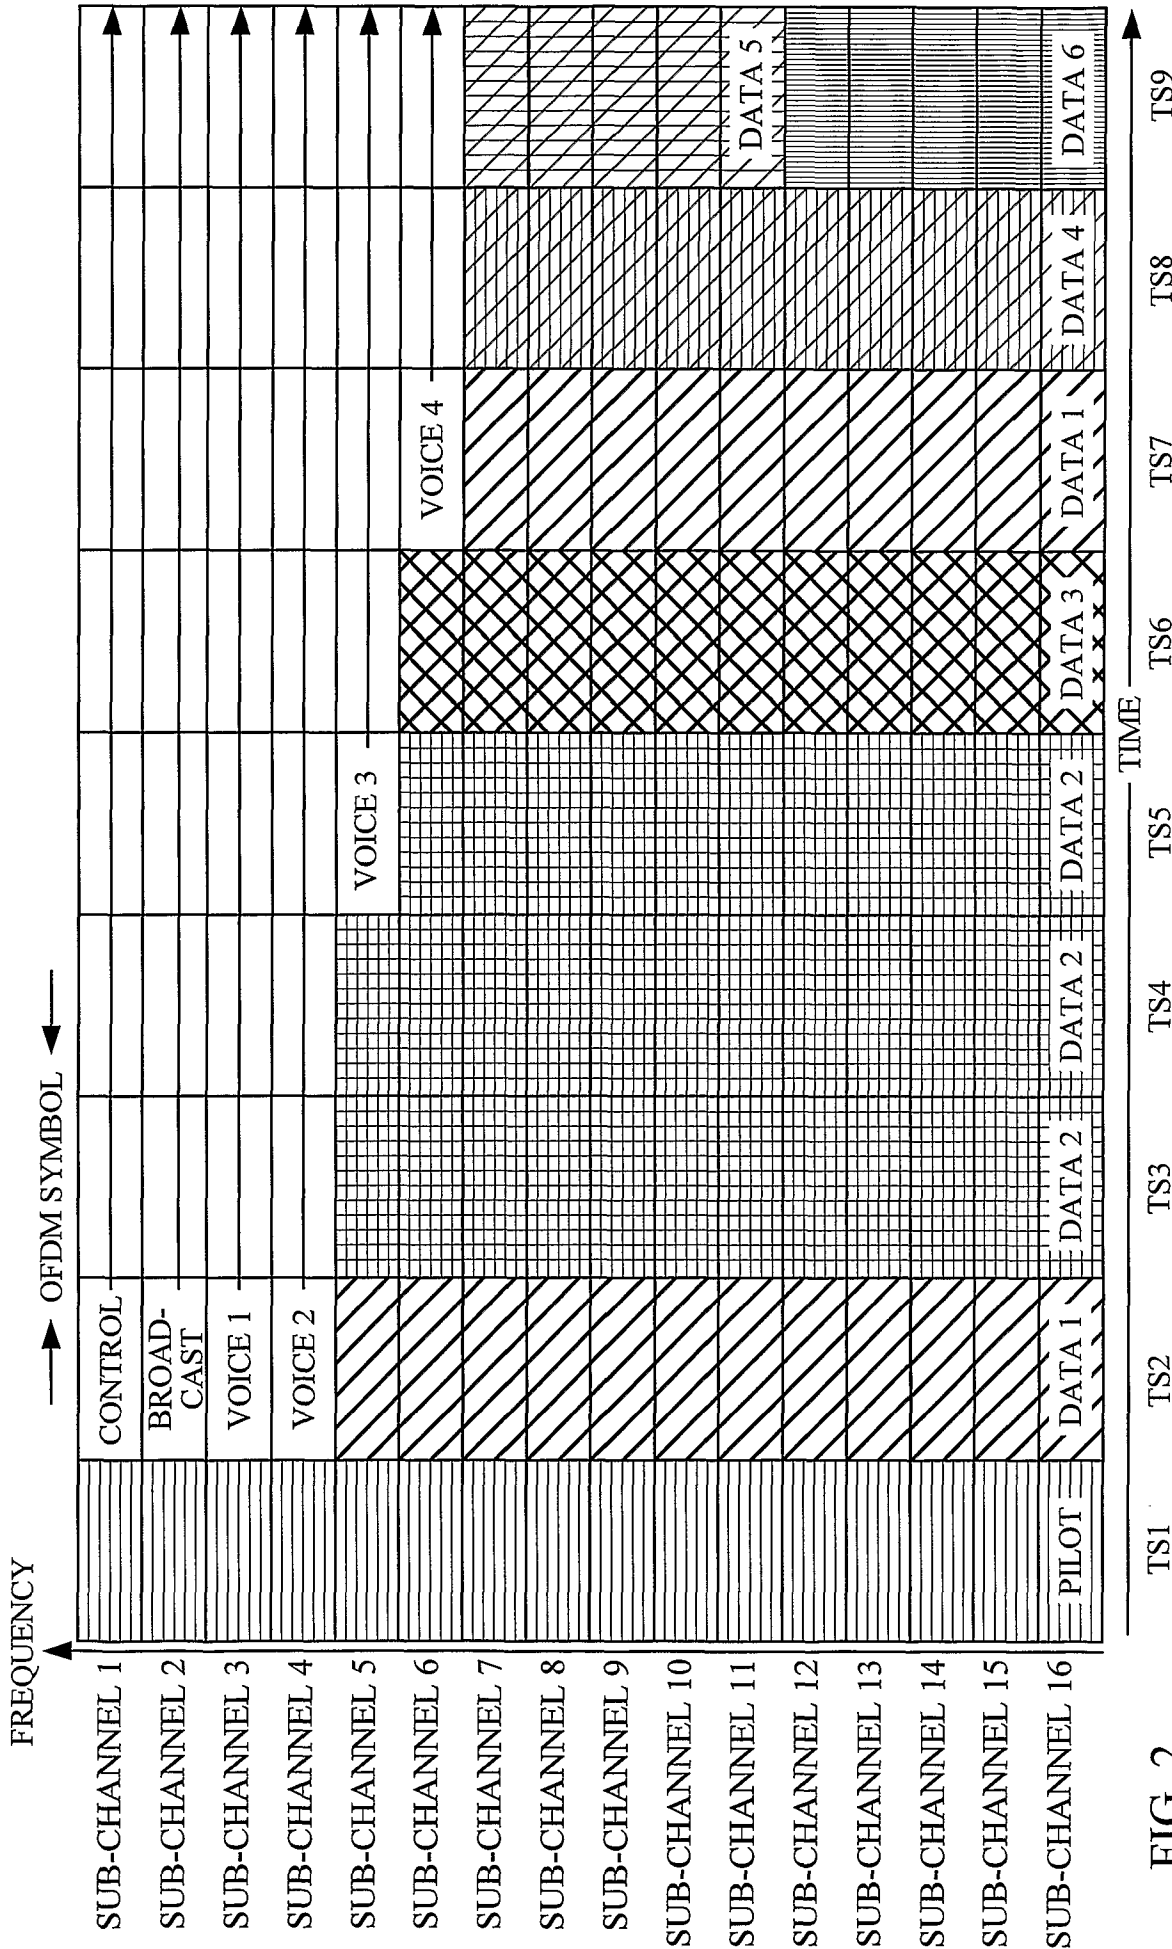 FREQUENCY
OFDM SYMBOL
SUB-CHANNEL 1
SUB-CHANNEL 2
SUB-CHANNEL 3
SUB-CHANNEL 4
SUB-CHANNEL 5
SUB-CHANNEL 6
SUB-CHANNEL 7
SUB-CHANNEL 8
SUB-CHANNEL 9
SUB-CHANNEL 10
SUB-CHANNEL 11
SUB-CHANNEL 12
SUB-CHANNEL 13
SUB-CHANNEL 14
SUB-CHANNEL 15
SUB-CHANNEL 16
CONTROL
BROAD-
CAST
VOICE 1
VOICE 2
VOICE 3
VOICE 4
DATA 5
PILOT
DATA 1
DATA 2
DATA 2
DATA 2
DATA 3
DATA 1
DATA 4
DATA 6
TIME
TS1
TS2
TS3
TS4
TS5
TS6
TS7
TS8
TS9
FIG. 2